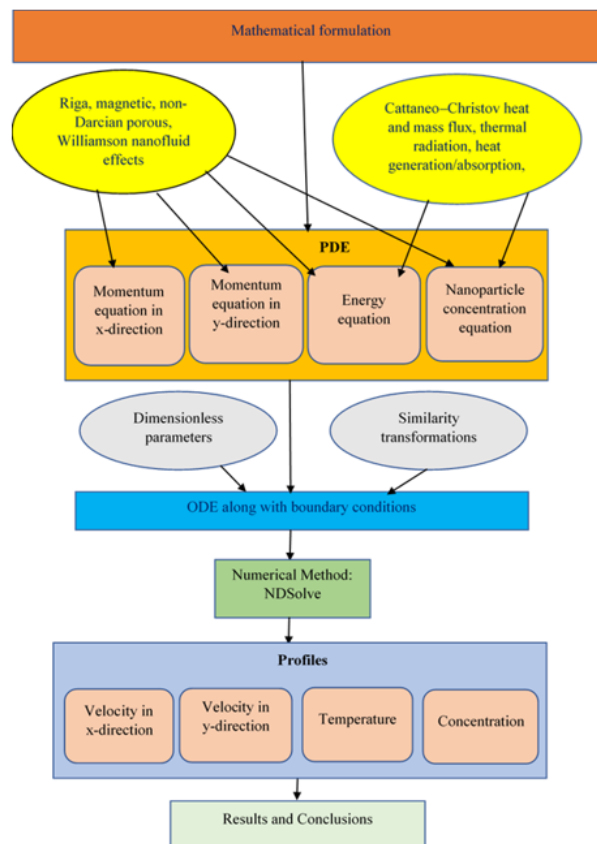 Mathematical formulation
Riga, magnetic, non-
Darcian porous,
Williamson nanofluid
effects
Cattaneo–Christov heat
and mass flux, thermal
radiation, heat
generation/absorption,
PDE
Momentum
equation in
x-direction
Momentum
equation in
y-direction
Energy
equation
Nanoparticle
concentration
equation
Dimensionless
parameters
Similarity
transformations
ODE along with boundary conditions
Numerical Method:
NDSolve
Profiles
Velocity in
x-direction
Velocity in
y-direction
Temperature
Concentration
Results and Conclusions